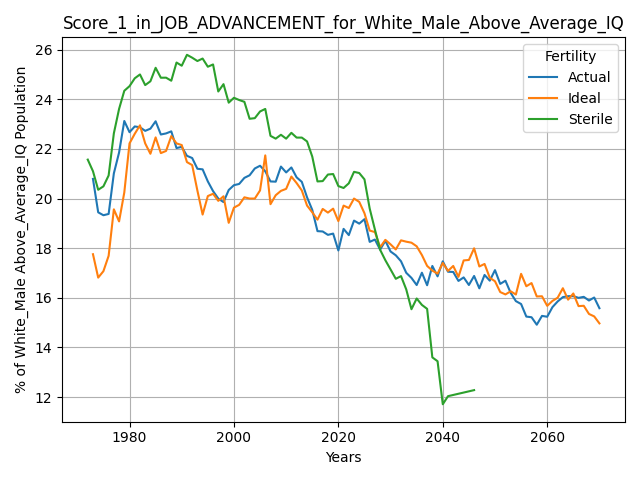 Score_1_in_JOB_ADVANCEMENT_for_White_Male_Above_Average_IQ
% of White_Male Above_Average_IQ Population
26
24
22
20
18
16
14
12
Fertility
Actual
Ideal
Sterile
1980
2000
2020
2040
2060
Years